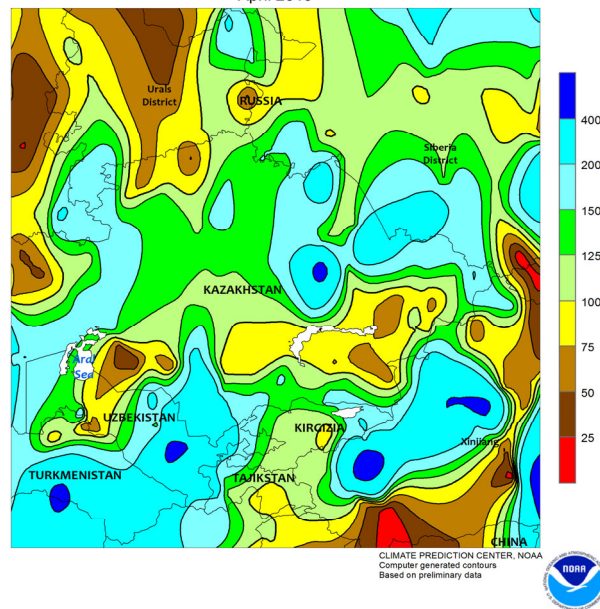 Urals
District
RUSSIA
Siberia
District
KAZAKHSTAN
Aral
Sea
UZBEKISTAN
KIRGIZIA
Xinjiang
TURKMENISTAN
TAJIKSTAN
CHINA
400
200
150
125
100
75
50
25
CLIMATE PREDICTION CENTER, NOAA
Computer generated contours
Based on preliminary data
NOAA